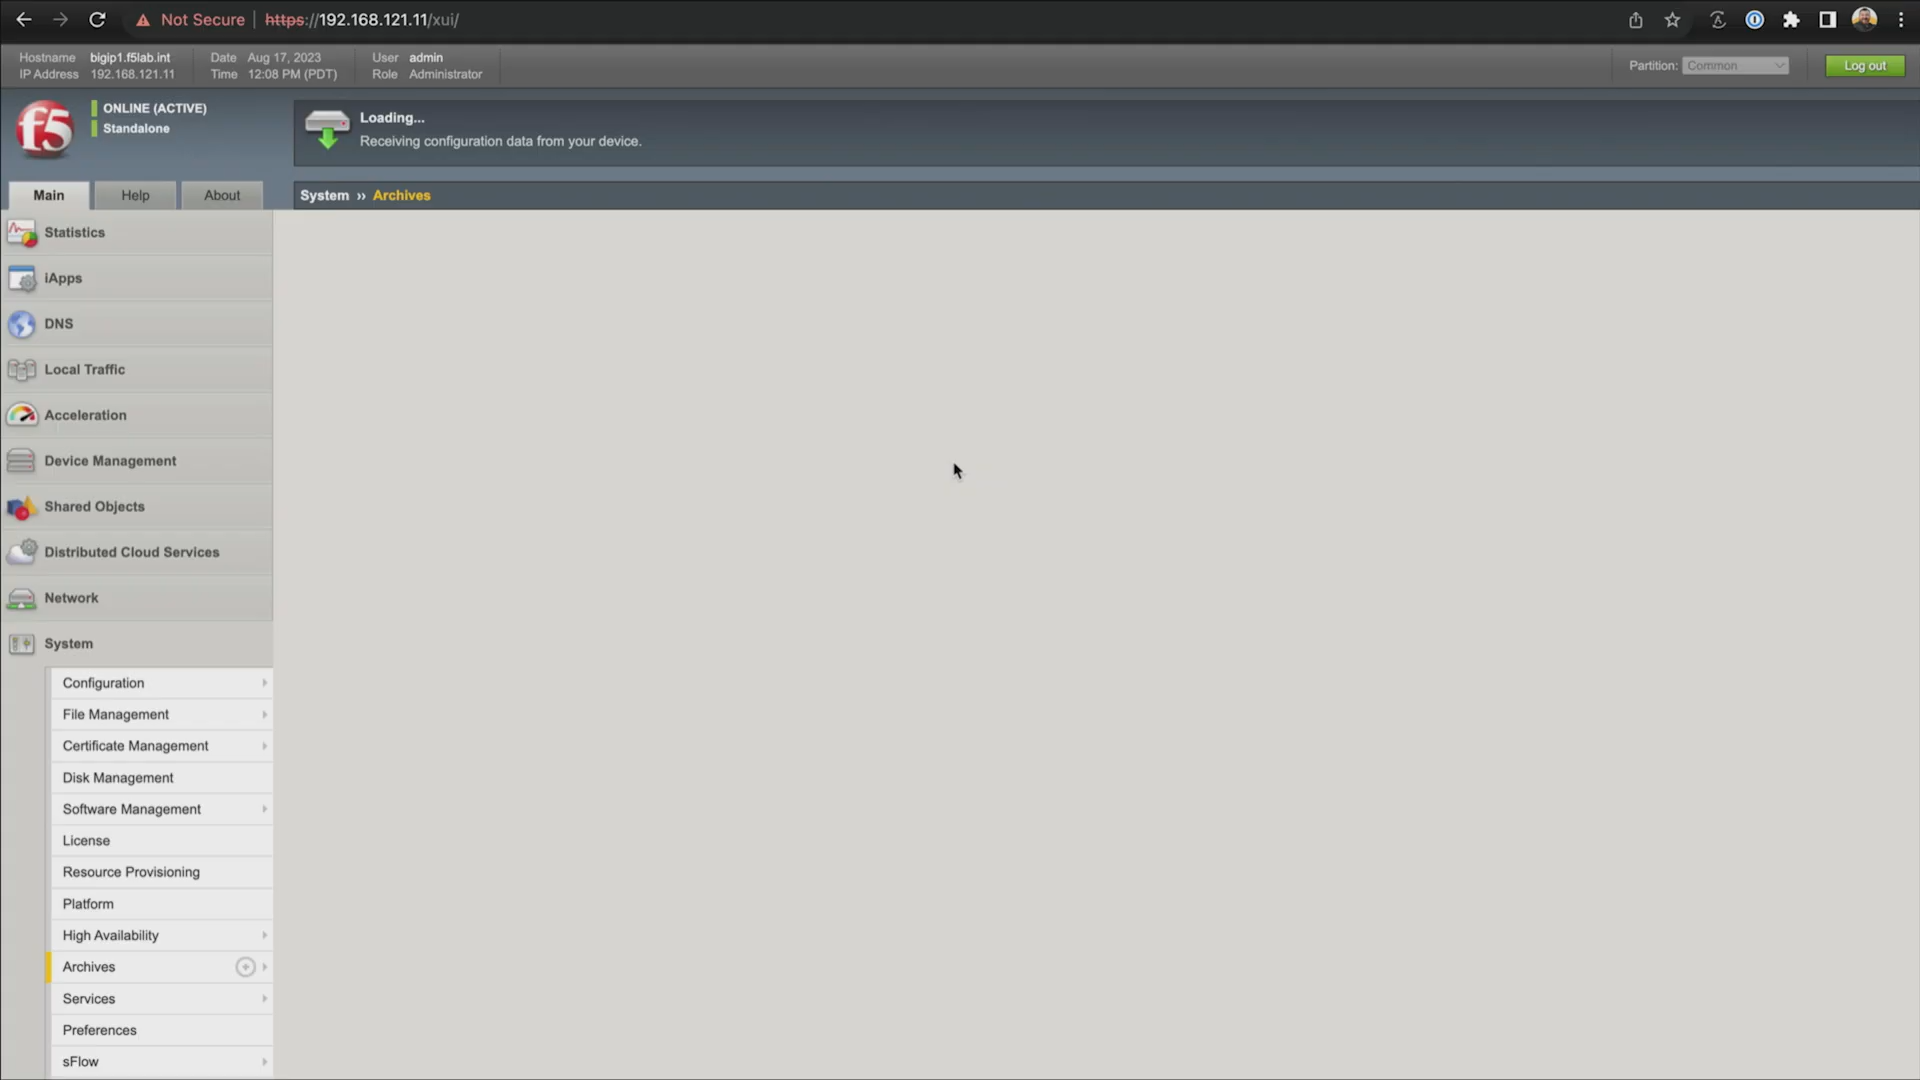 Not Secure | https://192.168.121.11/xui/
Hostname bigip1.f5lab.int Date Aug 17, 2023 User admin
IP Address 192.168.121.11 Time 12:08 PM (PDT) Role Administrator
Partition: Common
Log out
f5
ONLINE (ACTIVE)
Standalone
Loading...
Receiving configuration data from your device.
Main Help About
System ›› Archives
Statistics
iApps
DNS
Local Traffic
Acceleration
Device Management
Shared Objects
Distributed Cloud Services
Network
System
Configuration
File Management
Certificate Management
Disk Management
Software Management
License
Resource Provisioning
Platform
High Availability
Archives
Services
Preferences
sFlow